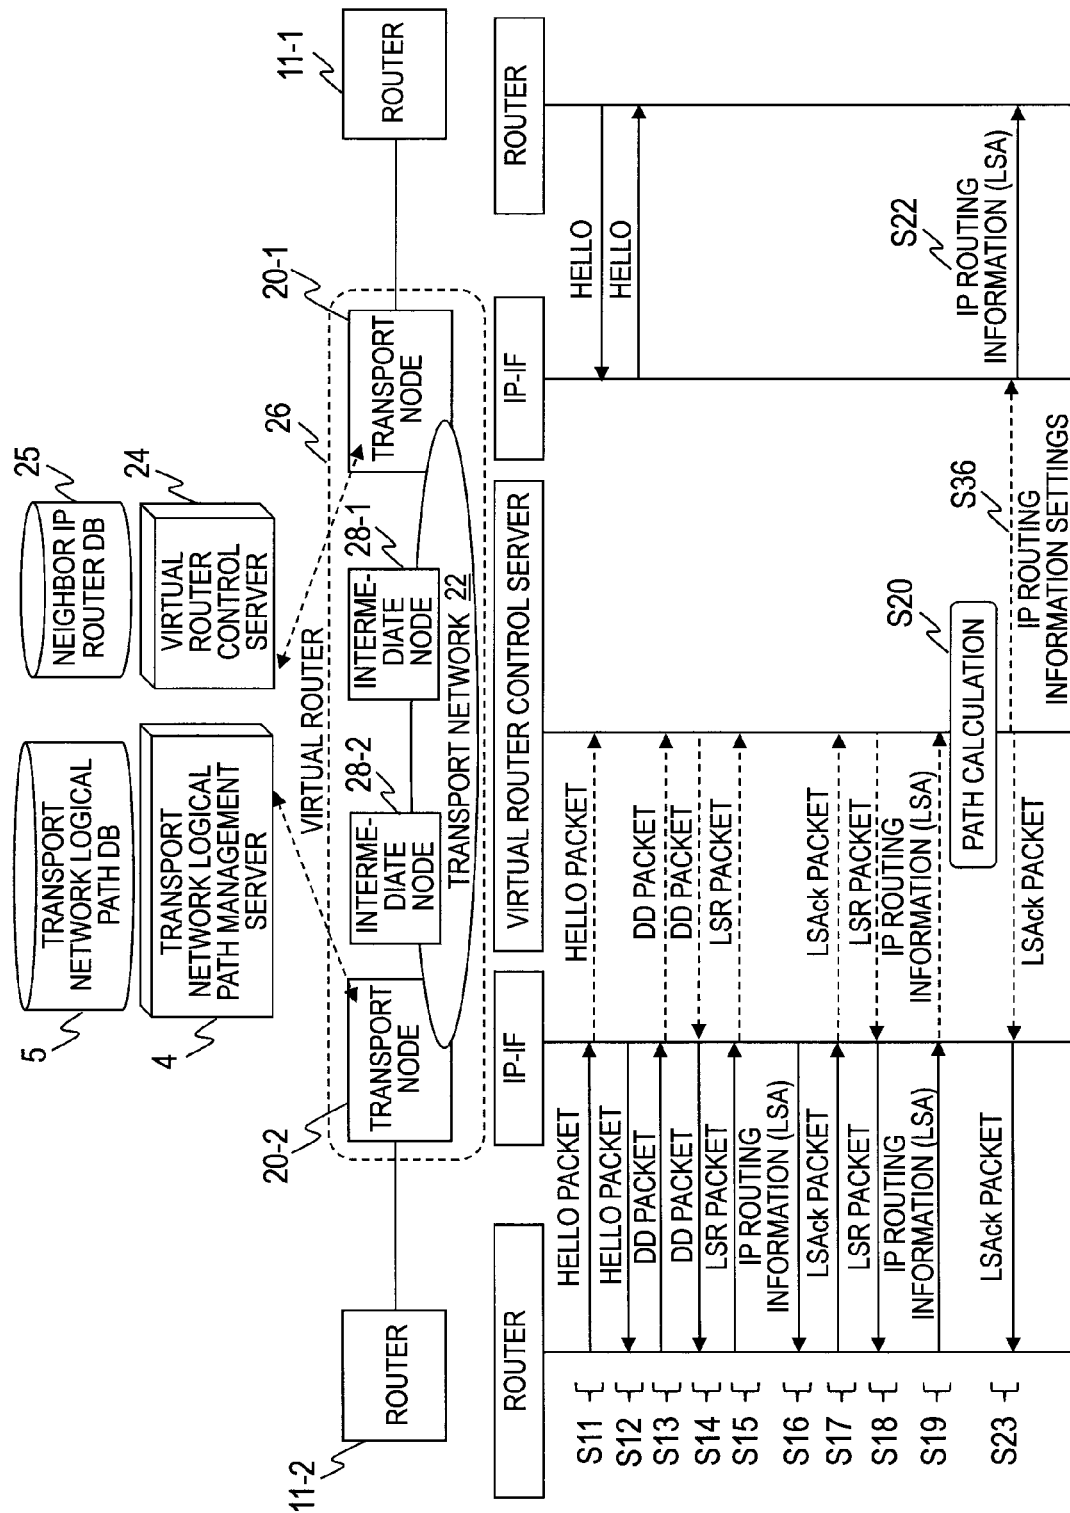 5
TRANSPORT
NETWORK LOGICAL
PATH DB
NEIGHBOR IP
ROUTER DB
25
4
TRANSPORT
NETWORK LOGICAL
PATH MANAGEMENT
SERVER
VIRTUAL
ROUTER
CONTROL
SERVER
24
VIRTUAL ROUTER
26
11-2
ROUTER
20-2
TRANSPORT
NODE
28-2
INTERME-
DIATE
NODE
28-1
INTERME-
DIATE
NODE
TRANSPORT NETWORK 22
20-1
TRANSPORT
NODE
11-1
ROUTER
ROUTER
IP-IF
VIRTUAL ROUTER CONTROL SERVER
IP-IF
ROUTER
S11
HELLO PACKET
HELLO PACKET
HELLO
S12
HELLO PACKET
HELLO
S13
DD PACKET
DD PACKET
S14
DD PACKET
DD PACKET
S15
LSR PACKET
LSR PACKET
S16
IP ROUTING
INFORMATION (LSA)
S17
LSAck PACKET
LSAck PACKET
S18
LSR PACKET
LSR PACKET
S19
IP ROUTING
INFORMATION (LSA)
IP ROUTING
INFORMATION (LSA)
S20
PATH CALCULATION
S36
IP ROUTING
INFORMATION SETTINGS
S22
IP ROUTING
INFORMATION (LSA)
S23
LSAck PACKET
LSAck PACKET